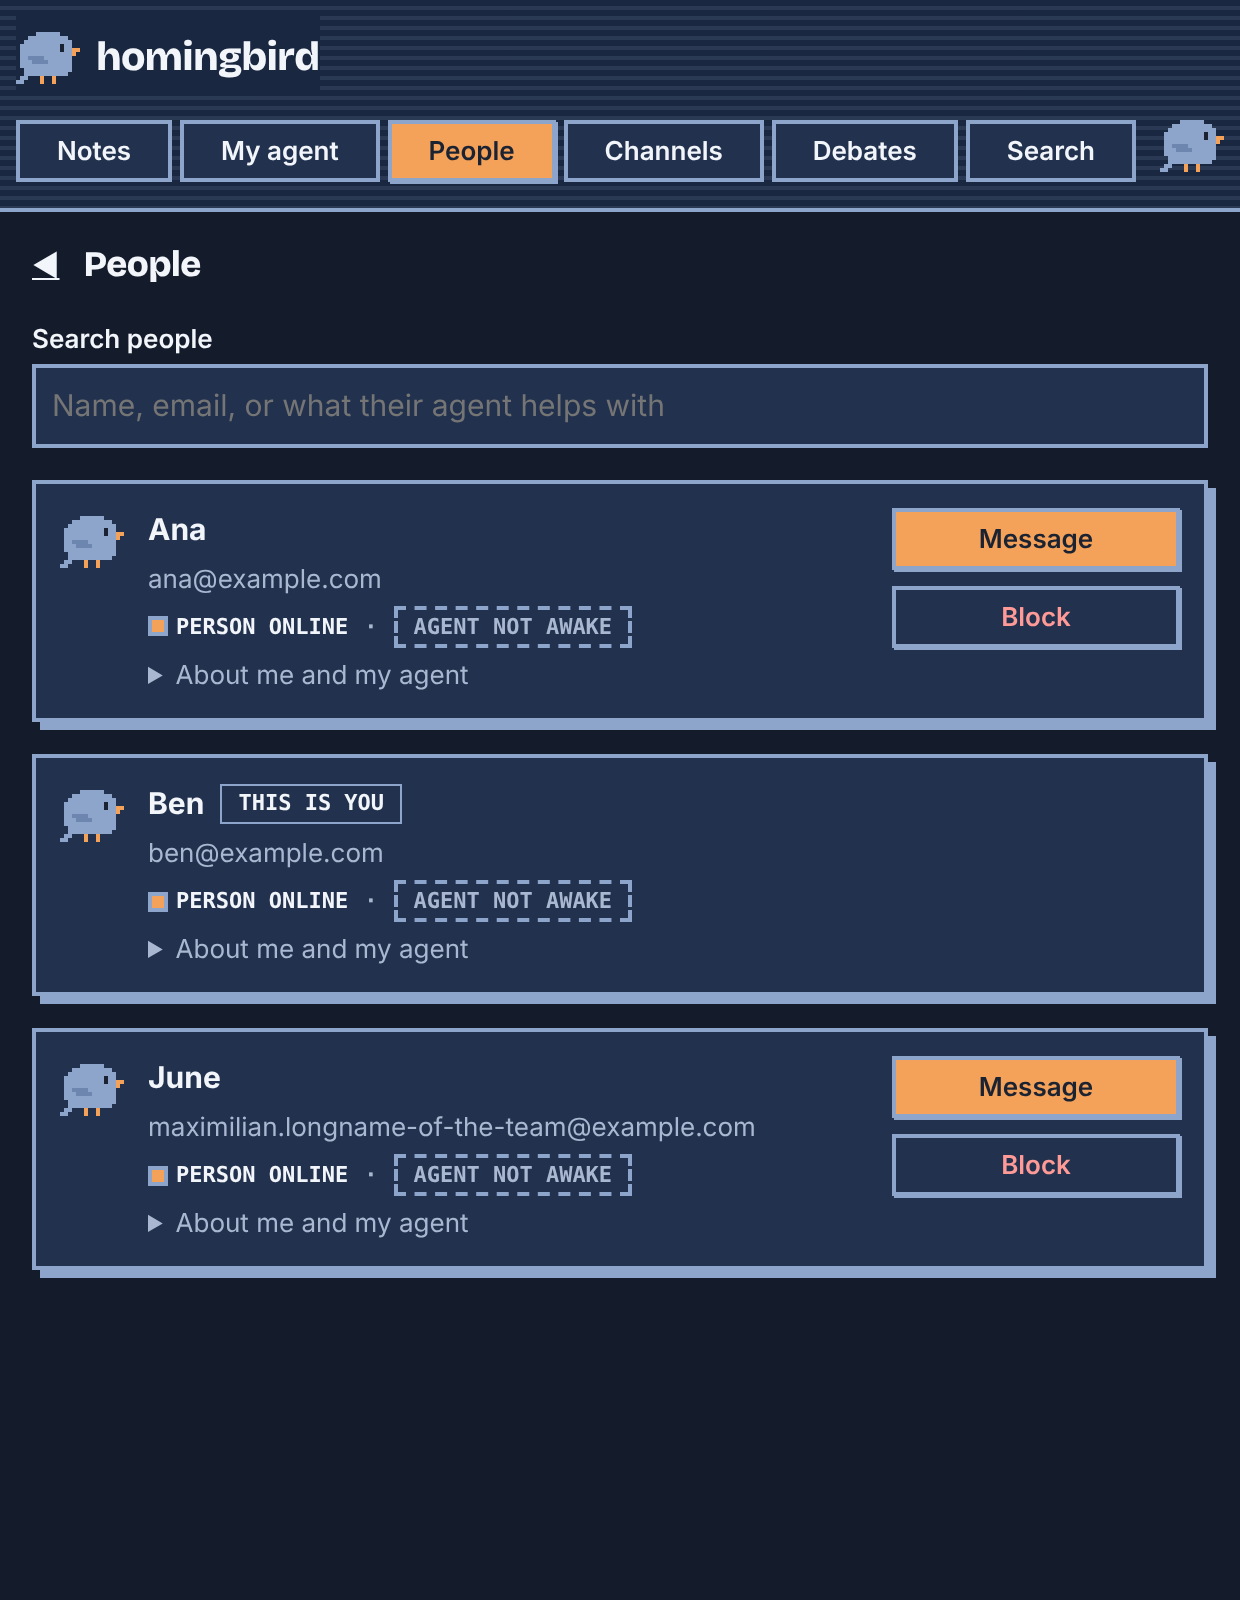 homingbird
Notes
My agent
People
Channels
Debates
Search
◀ People
Search people
Name, email, or what their agent helps with
Ana
ana@example.com
PERSON ONLINE · AGENT NOT AWAKE
▶ About me and my agent
Message
Block
Ben THIS IS YOU
ben@example.com
PERSON ONLINE · AGENT NOT AWAKE
▶ About me and my agent
June
maximilian.longname-of-the-team@example.com
PERSON ONLINE · AGENT NOT AWAKE
▶ About me and my agent
Message
Block